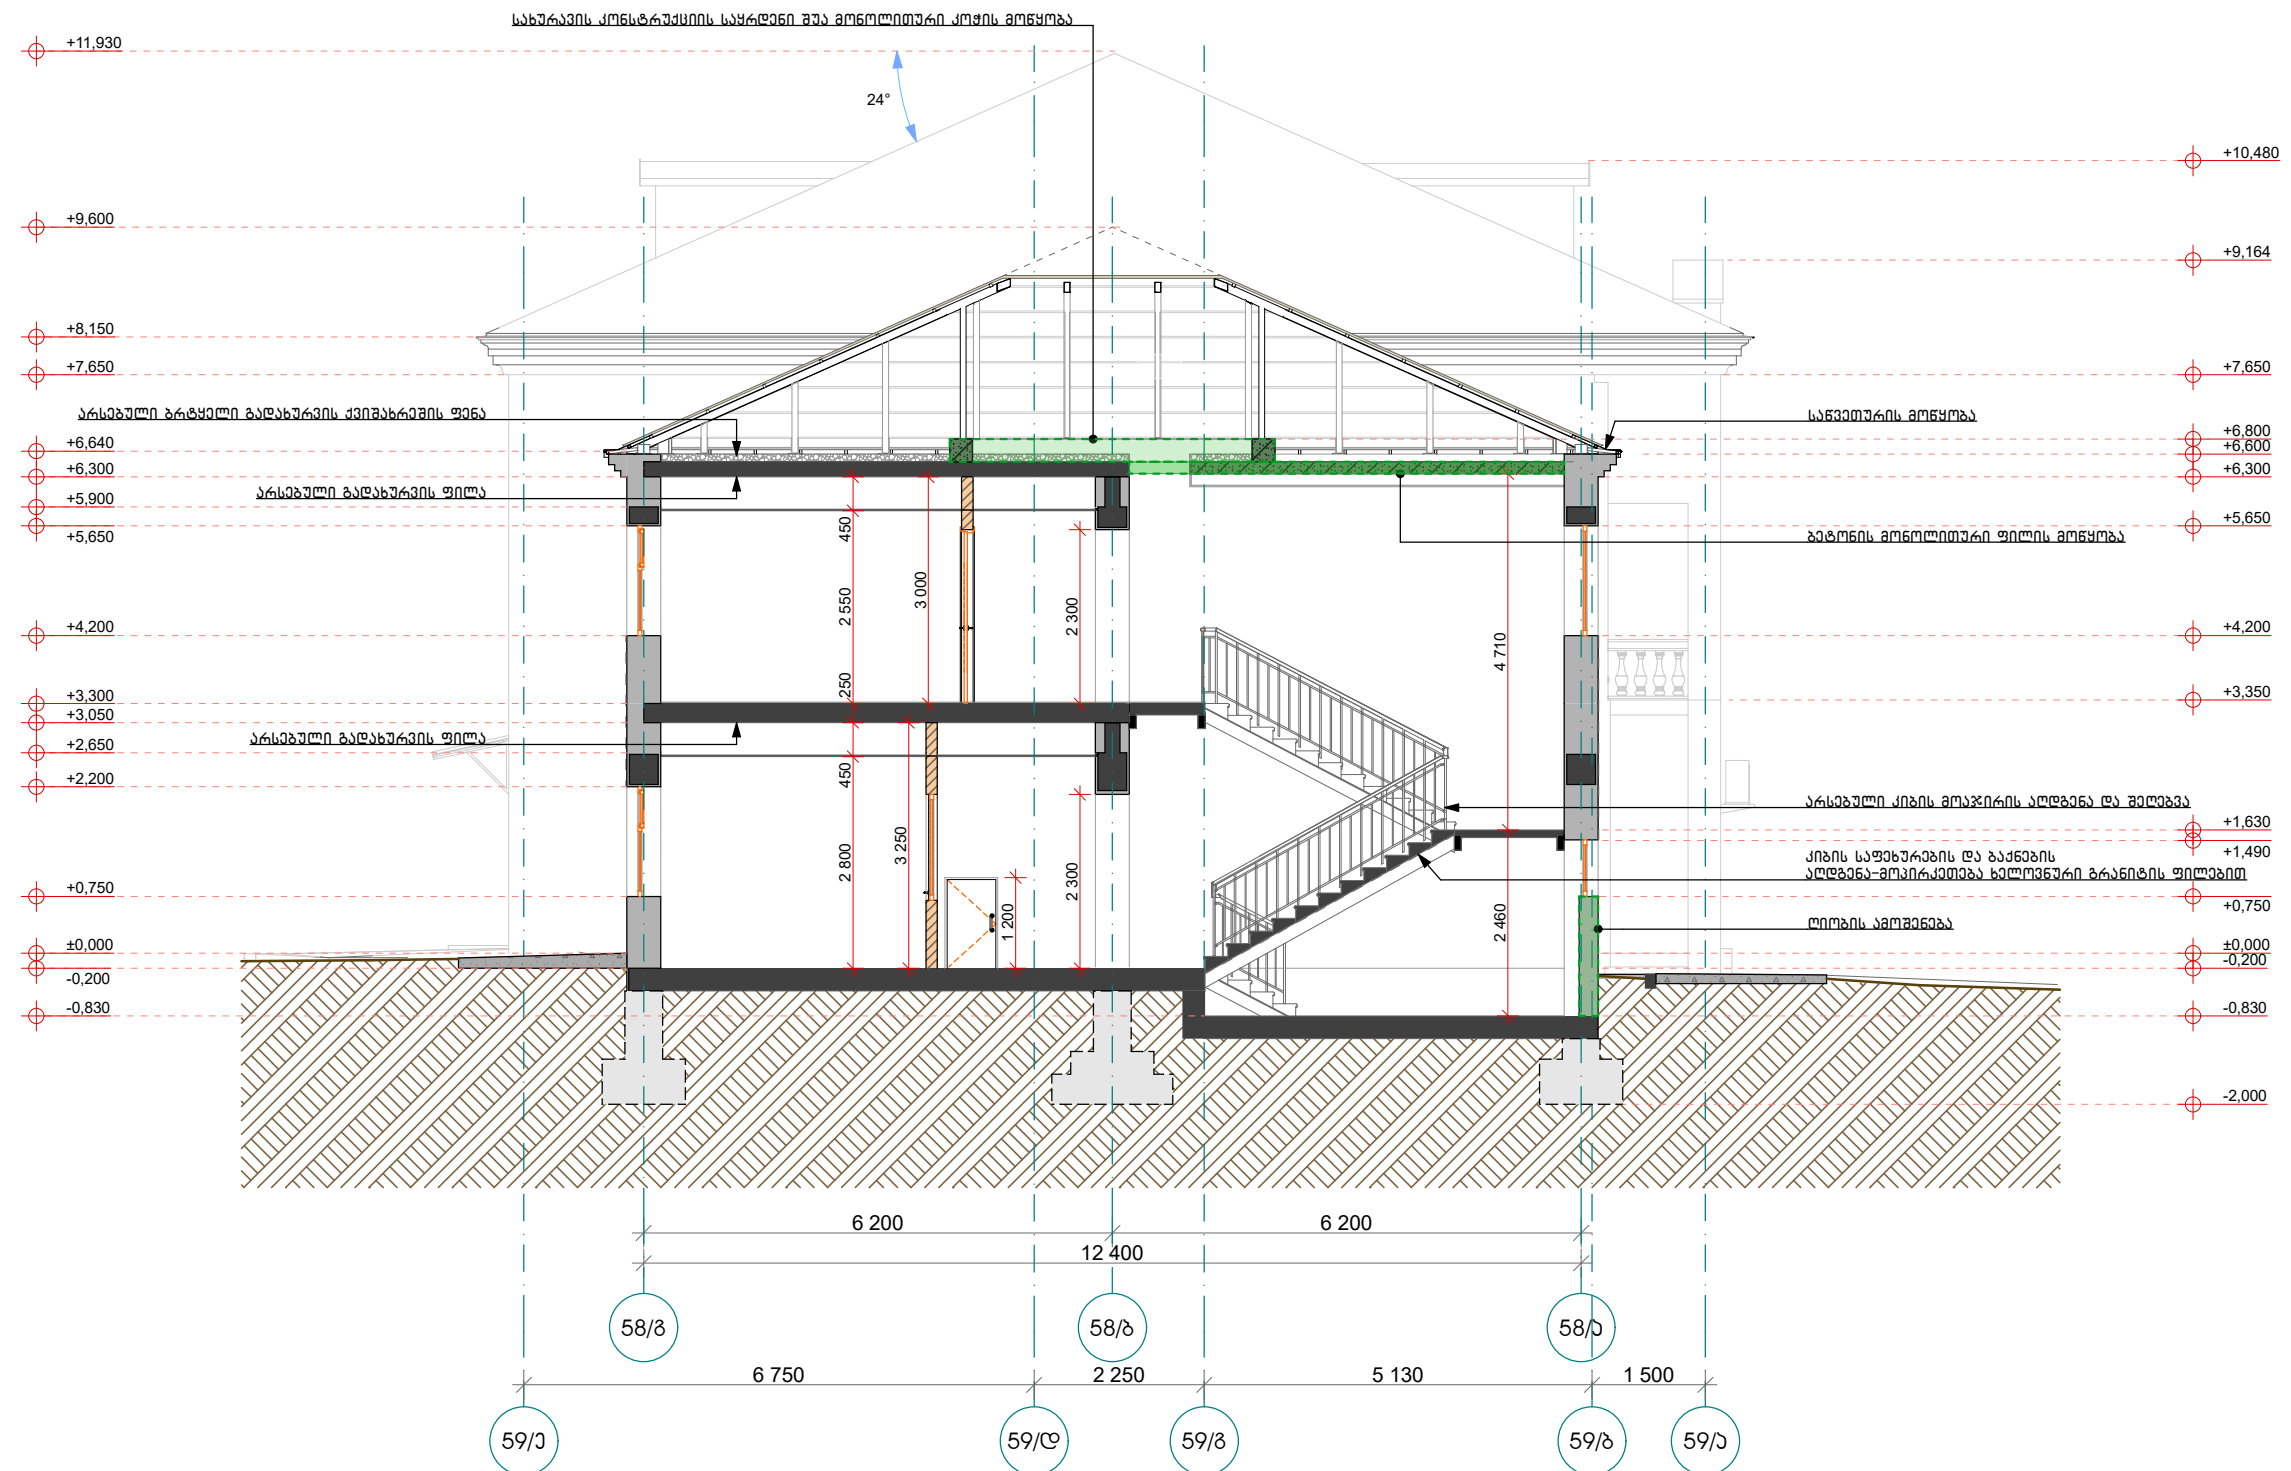 სახურავის კონსტრუქციის საყრდენი შუა მონოლითური კოჭის მოწყობა
+11,930
24°
+10,480
+9,600
+9,164
+8,150
+7,650
+7,650
არსებული ბრტყელი გადახურვის ქვიშახრეშის ფენა
საწვეთურის მოწყობა
+6,640
+6,800
+6,600
+6,300
+6,300
არსებული გადახურვის ფილა
+5,900
+5,650
+5,650
ბეტონის მონოლითური ფილის მოწყობა
450
2 550
3 000
2 300
250
4 710
+4,200
+4,200
+3,300
+3,350
+3,050
არსებული გადახურვის ფილა
+2,650
+2,200
450
2 800
3 250
2 300
1 200
2 460
არსებული კიბის მოაჯირის აღდგენა და შეღებვა
+1,630
+1,490
კიბის საფეხურების და ბაქნების
აღდგენა-მოპირკეთება ხელოვნური გრანიტის ფილებით
+0,750
+0,750
ღიობის ამოშენება
±0,000
±0,000
-0,200
-0,200
-0,830
-0,830
-2,000
6 200
6 200
12 400
58/გ
58/ბ
58/ა
6 750
2 250
5 130
1 500
59/ე
59/დ
59/გ
59/ბ
59/ა